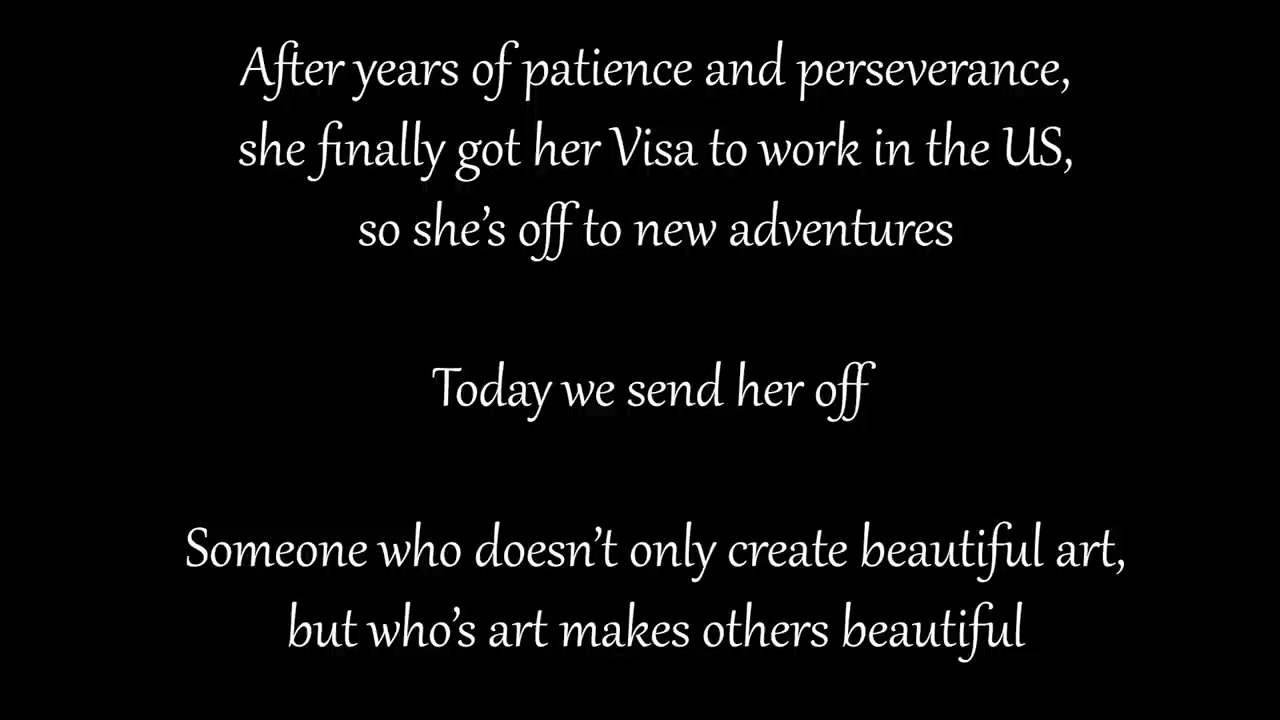 After years of patience and perseverance,
she finally got her Visa to work in the US,
so she’s off to new adventures
Today we send her off
Someone who doesn’t only create beautiful art,
but who’s art makes others beautiful